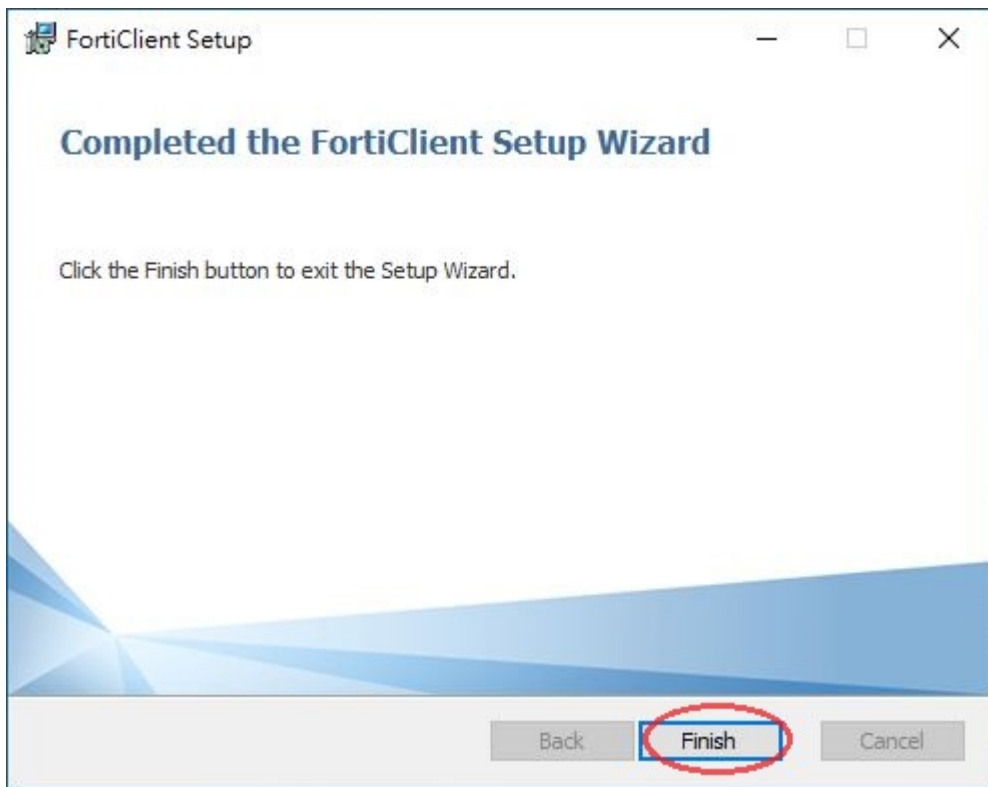 FortiClient Setup
Completed the FortiClient Setup Wizard
Click the Finish button to exit the Setup Wizard.
Back Finish Cancel